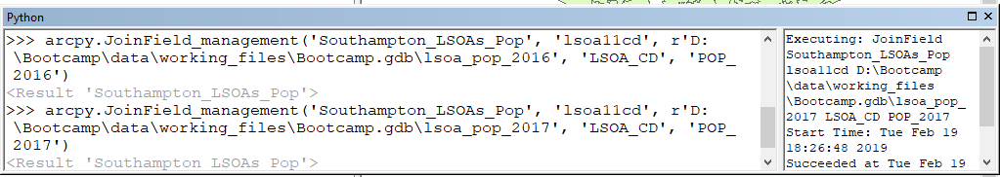 Python
>>> arcpy.JoinField_management('Southampton_LSOAs_Pop', 'lsoa11cd', r'D:
\Bootcamp\data\working_files\Bootcamp.gdb\lsoa_pop_2016', 'LSOA_CD', 'POP_
2016')
<Result 'Southampton_LSOAs_Pop'>
>>> arcpy.JoinField_management('Southampton_LSOAs_Pop', 'lsoa11cd', r'D:
\Bootcamp\data\working_files\Bootcamp.gdb\lsoa_pop_2017', 'LSOA_CD', 'POP_
2017')
<Result 'Southampton_LSOAs_Pop'>
Executing: JoinField
Southampton_LSOAs_Pop
lsoa11cd D:\Bootcamp
\data\working_files
\Bootcamp.gdb\lsoa_pop_
2017 LSOA_CD POP_2017
Start Time: Tue Feb 19
18:26:48 2019
Succeeded at Tue Feb 19